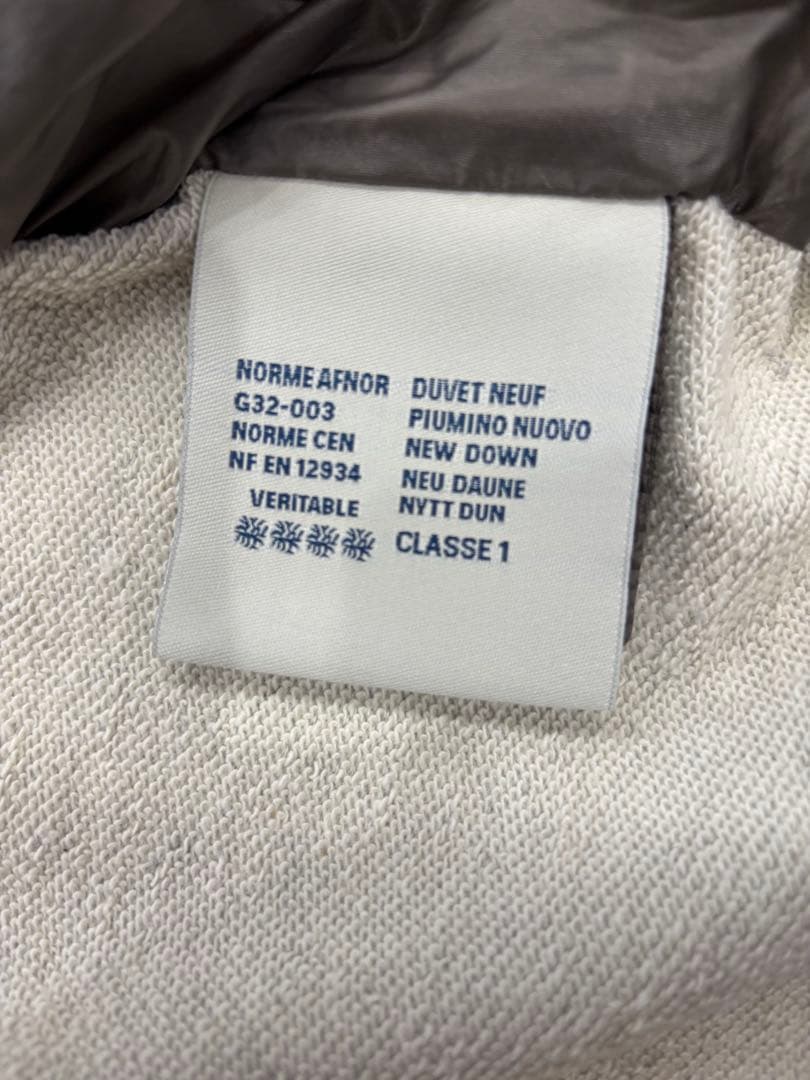 NORME AFNOR
G32-003
NORME CEN
NF EN 12934
VERITABLE
DUVET NEUF
PIUMINO NUOVO
NEW DOWN
NEU DAUNE
NYTT DUN
CLASSE 1